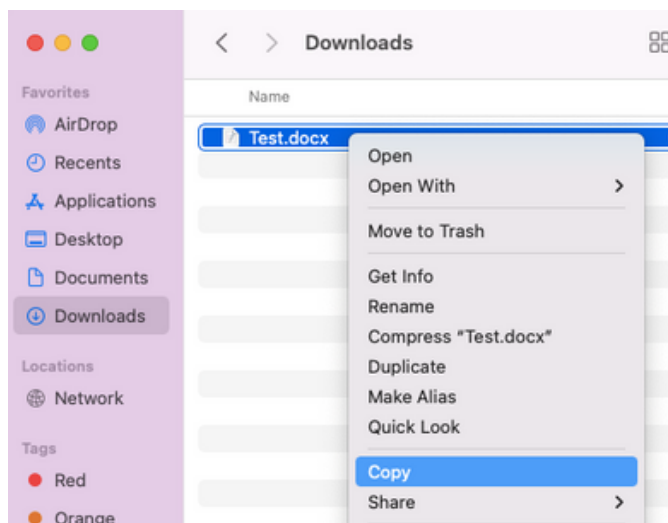 Downloads
Favorites
AirDrop
Recents
Applications
Desktop
Documents
Downloads
Locations
Network
Tags
Red
Orange
Name
Test.docx
Open
Open With
Move to Trash
Get Info
Rename
Compress “Test.docx”
Duplicate
Make Alias
Quick Look
Copy
Share